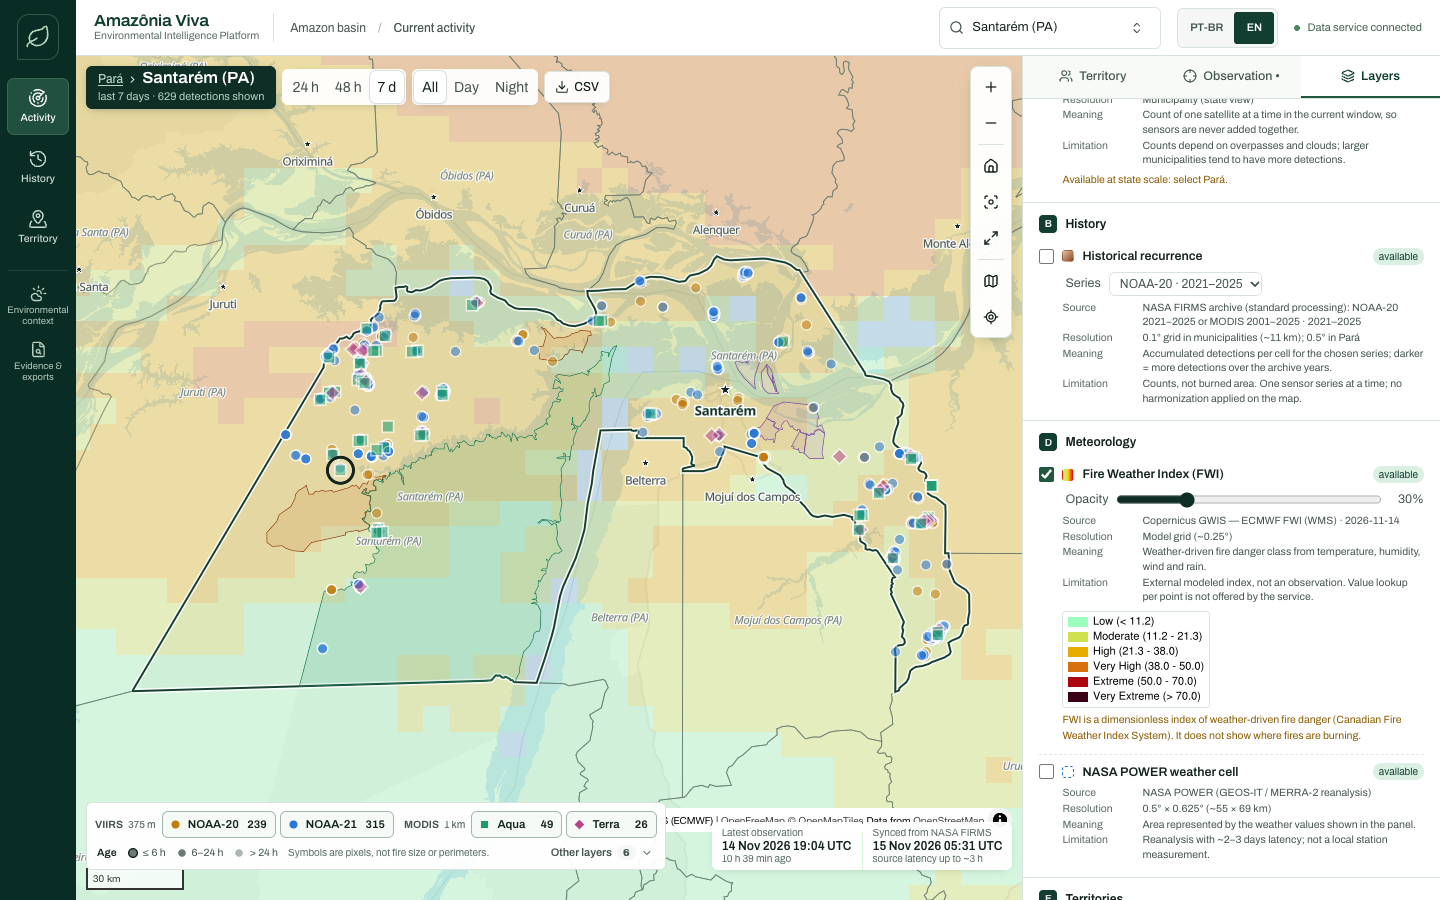 Amazônia Viva
Environmental Intelligence Platform
Amazon basin / Current activity
Santarém (PA)
PT-BR EN
Data service connected
Activity
History
Territory
Environmental context
Evidence & exports
Pará › Santarém (PA)
last 7 days · 629 detections shown
24 h 48 h 7 d
All Day Night
CSV
Oriximiná
Óbidos (PA)
Óbidos
Curuá
Curuá (PA)
Alenquer
Monte Al
a Santa (PA)
Santa
Juruti
Juruti (PA)
Santarém (PA)
Santarém
Belterra
Mojuí dos Campos
Santarém (PA)
Santarém (PA)
Belterra (PA)
Mojuí dos Campos (PA)
Uru
VIIRS 375 m NOAA-20 239 NOAA-21 315 MODIS 1 km Aqua 49 Terra 26
Age ≤ 6 h 6–24 h > 24 h Symbols are pixels, not fire size or perimeters. Other layers 6
30 km
(ECMWF) | OpenFreeMap © OpenMapTiles Data from OpenStreetMap
Latest observation
14 Nov 2026 19:04 UTC
10 h 39 min ago
Synced from NASA FIRMS
15 Nov 2026 05:31 UTC
source latency up to ~3 h
Territory Observation • Layers
Resolution Municipality (state view)
Meaning Count of one satellite at a time in the current window, so
sensors are never added together.
Limitation Counts depend on overpasses and clouds; larger
municipalities tend to have more detections.
Available at state scale: select Pará.
B History
Historical recurrence available
Series NOAA-20 · 2021–2025
Source NASA FIRMS archive (standard processing): NOAA-20
2021–2025 or MODIS 2001–2025 · 2021–2025
Resolution 0.1° grid in municipalities (~11 km); 0.5° in Pará
Meaning Accumulated detections per cell for the chosen series; darker
= more detections over the archive years.
Limitation Counts, not burned area. One sensor series at a time; no
harmonization applied on the map.
D Meteorology
Fire Weather Index (FWI) available
Opacity 30%
Source Copernicus GWIS — ECMWF FWI (WMS) · 2026-11-14
Resolution Model grid (~0.25°)
Meaning Weather-driven fire danger class from temperature, humidity,
wind and rain.
Limitation External modeled index, not an observation. Value lookup
per point is not offered by the service.
Low (< 11.2)
Moderate (11.2 - 21.3)
High (21.3 - 38.0)
Very High (38.0 - 50.0)
Extreme (50.0 - 70.0)
Very Extreme (> 70.0)
FWI is a dimensionless index of weather-driven fire danger (Canadian Fire
Weather Index System). It does not show where fires are burning.
NASA POWER weather cell available
Source NASA POWER (GEOS-IT / MERRA-2 reanalysis)
Resolution 0.5° × 0.625° (~55 × 69 km)
Meaning Area represented by the weather values shown in the panel.
Limitation Reanalysis with ~2–3 days latency; not a local station
measurement.
E Territories